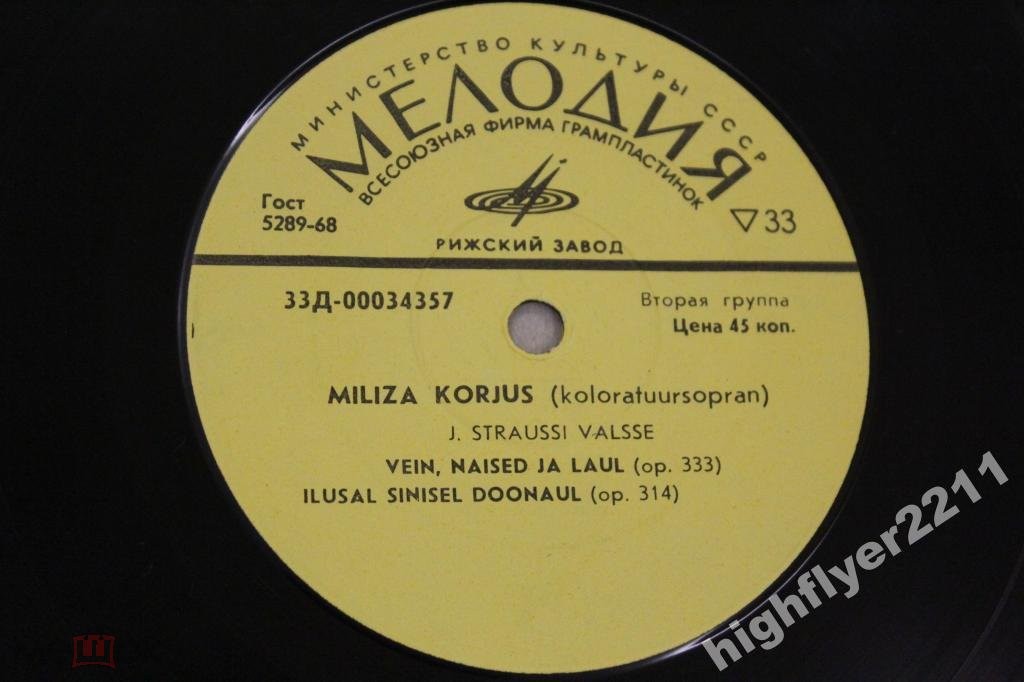 МИНИСТЕРСТВО КУЛЬТУРЫ СССР
МЕЛОДИЯ
ВСЕСОЮЗНАЯ ФИРМА ГРАМПЛАСТИНОК
Гост
5289-68
▽33
РИЖСКИЙ ЗАВОД
33Д-00034357
Вторая группа
Цена 45 коп.
MILIZA KORJUS (koloratuursopran)
J. STRAUSSI VALSSE
VEIN, NAISED JA LAUL (op. 333)
ILUSAL SINISEL DOONAUL (op. 314)
highflyer2211